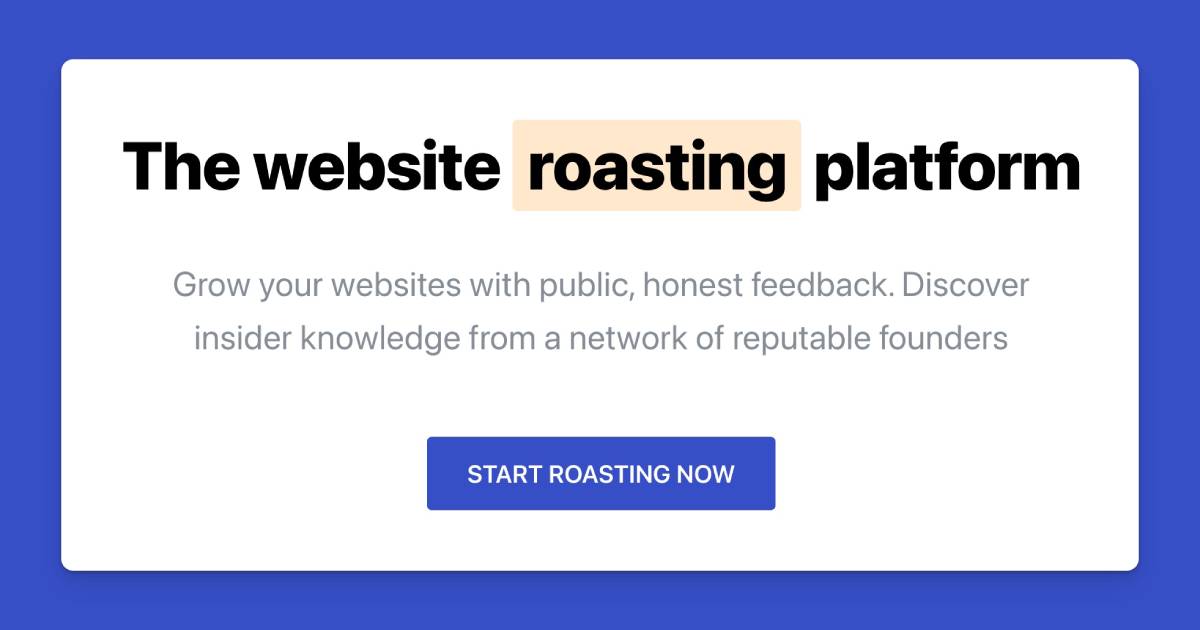 The website roasting platform
Grow your websites with public, honest feedback. Discover
insider knowledge from a network of reputable founders
START ROASTING NOW